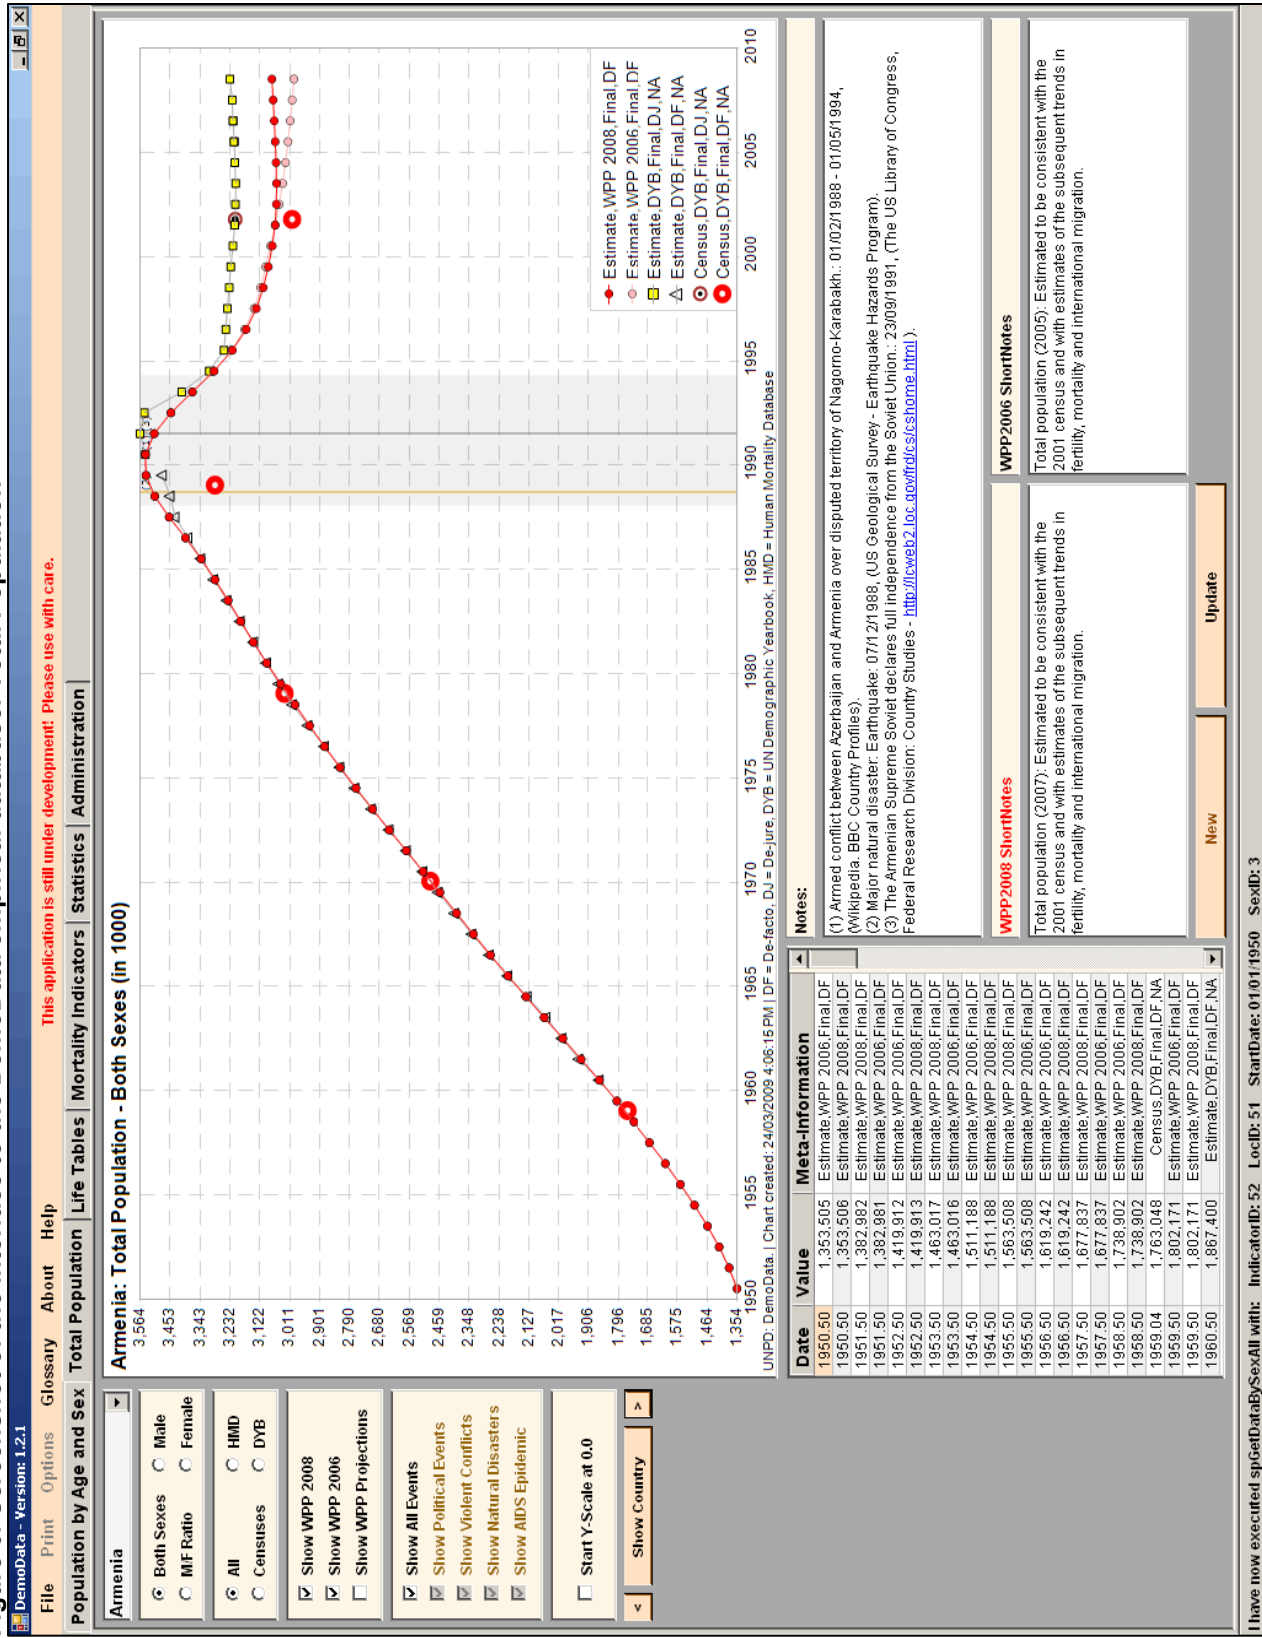 DemoData - Version: 1.2.1
File Print Options Glossary About Help
This application is still under development! Please use with care.
Population by Age and Sex
Total Population
Life Tables
Mortality Indicators
Statistics
Administration
Armenia
Both Sexes
Male
M/F Ratio
Female
All
HMD
Censuses
DYB
Show WPP 2008
Show WPP 2006
Show WPP Projections
Show All Events
Show Political Events
Show Violent Conflicts
Show Natural Disasters
Show AIDS Epidemic
Start Y-Scale at 0.0
<
Show Country
>
Armenia: Total Population - Both Sexes (in 1000)
3,564
3,453
3,343
3,232
3,122
3,011
2,901
2,790
2,680
2,569
2,459
2,348
2,238
2,127
2,017
1,906
1,796
1,685
1,575
1,464
1,354
1950
1955
1960
1965
1970
1975
1980
1985
1990
1995
2000
2005
2010
Estimate,WPP 2008,Final,DF
Estimate,WPP 2006,Final,DF
Estimate,DYB,Final,DJ,NA
Estimate,DYB,Final,DF,NA
Census,DYB,Final,DJ,NA
Census,DYB,Final,DF,NA
UNPD: DemoData. | Chart created: 24/03/2009 4:06:15 PM | DF = De-facto, DJ = De-jure, DYB = UN Demographic Yearbook, HMD = Human Mortality Database
Date Value Meta-Information
1950.50 1,353,505 Estimate,WPP 2006,Final,DF
1950.50 1,353,506 Estimate,WPP 2008,Final,DF
1951.50 1,382,982 Estimate,WPP 2006,Final,DF
1951.50 1,382,981 Estimate,WPP 2008,Final,DF
1952.50 1,419,912 Estimate,WPP 2006,Final,DF
1952.50 1,419,913 Estimate,WPP 2008,Final,DF
1953.50 1,463,017 Estimate,WPP 2006,Final,DF
1953.50 1,463,016 Estimate,WPP 2008,Final,DF
1954.50 1,511,188 Estimate,WPP 2006,Final,DF
1954.50 1,511,188 Estimate,WPP 2008,Final,DF
1955.50 1,563,508 Estimate,WPP 2006,Final,DF
1955.50 1,563,508 Estimate,WPP 2008,Final,DF
1956.50 1,619,242 Estimate,WPP 2006,Final,DF
1956.50 1,619,242 Estimate,WPP 2008,Final,DF
1957.50 1,677,837 Estimate,WPP 2006,Final,DF
1957.50 1,677,837 Estimate,WPP 2008,Final,DF
1958.50 1,738,902 Estimate,WPP 2006,Final,DF
1958.50 1,738,902 Estimate,WPP 2008,Final,DF
1959.04 1,763,048 Census,DYB,Final,DF,NA
1959.50 1,802,171 Estimate,WPP 2006,Final,DF
1959.50 1,802,171 Estimate,WPP 2008,Final,DF
1960.50 1,867,400 Estimate,DYB,Final,DF,NA
Notes:
(1) Armed conflict between Azerbaijan and Armenia over disputed territory of Nagorno-Karabakh.: 01/02/1988 - 01/05/1994,
(Wikipedia. BBC Country Profiles).
(2) Major natural disaster: Earthquake: 07/12/1988, (US Geological Survey - Earthquake Hazards Program).
(3) The Armenian Supreme Soviet declares full independence from the Soviet Union.: 23/09/1991, (The US Library of Congress,
Federal Research Division: Country Studies - http://lcweb2.loc.gov/frd/cs/cshome.html ).
WPP2008 ShortNotes
Total population (2007): Estimated to be consistent with the
2001 census and with estimates of the subsequent trends in
fertility, mortality and international migration.
WPP2006 ShortNotes
Total population (2005): Estimated to be consistent with the
2001 census and with estimates of the subsequent trends in
fertility, mortality and international migration.
New
Update
I have now executed spGetDataBySexAll with: IndicatorID: 52 LocID: 51 StartDate: 01/01/1950 SexID: 3